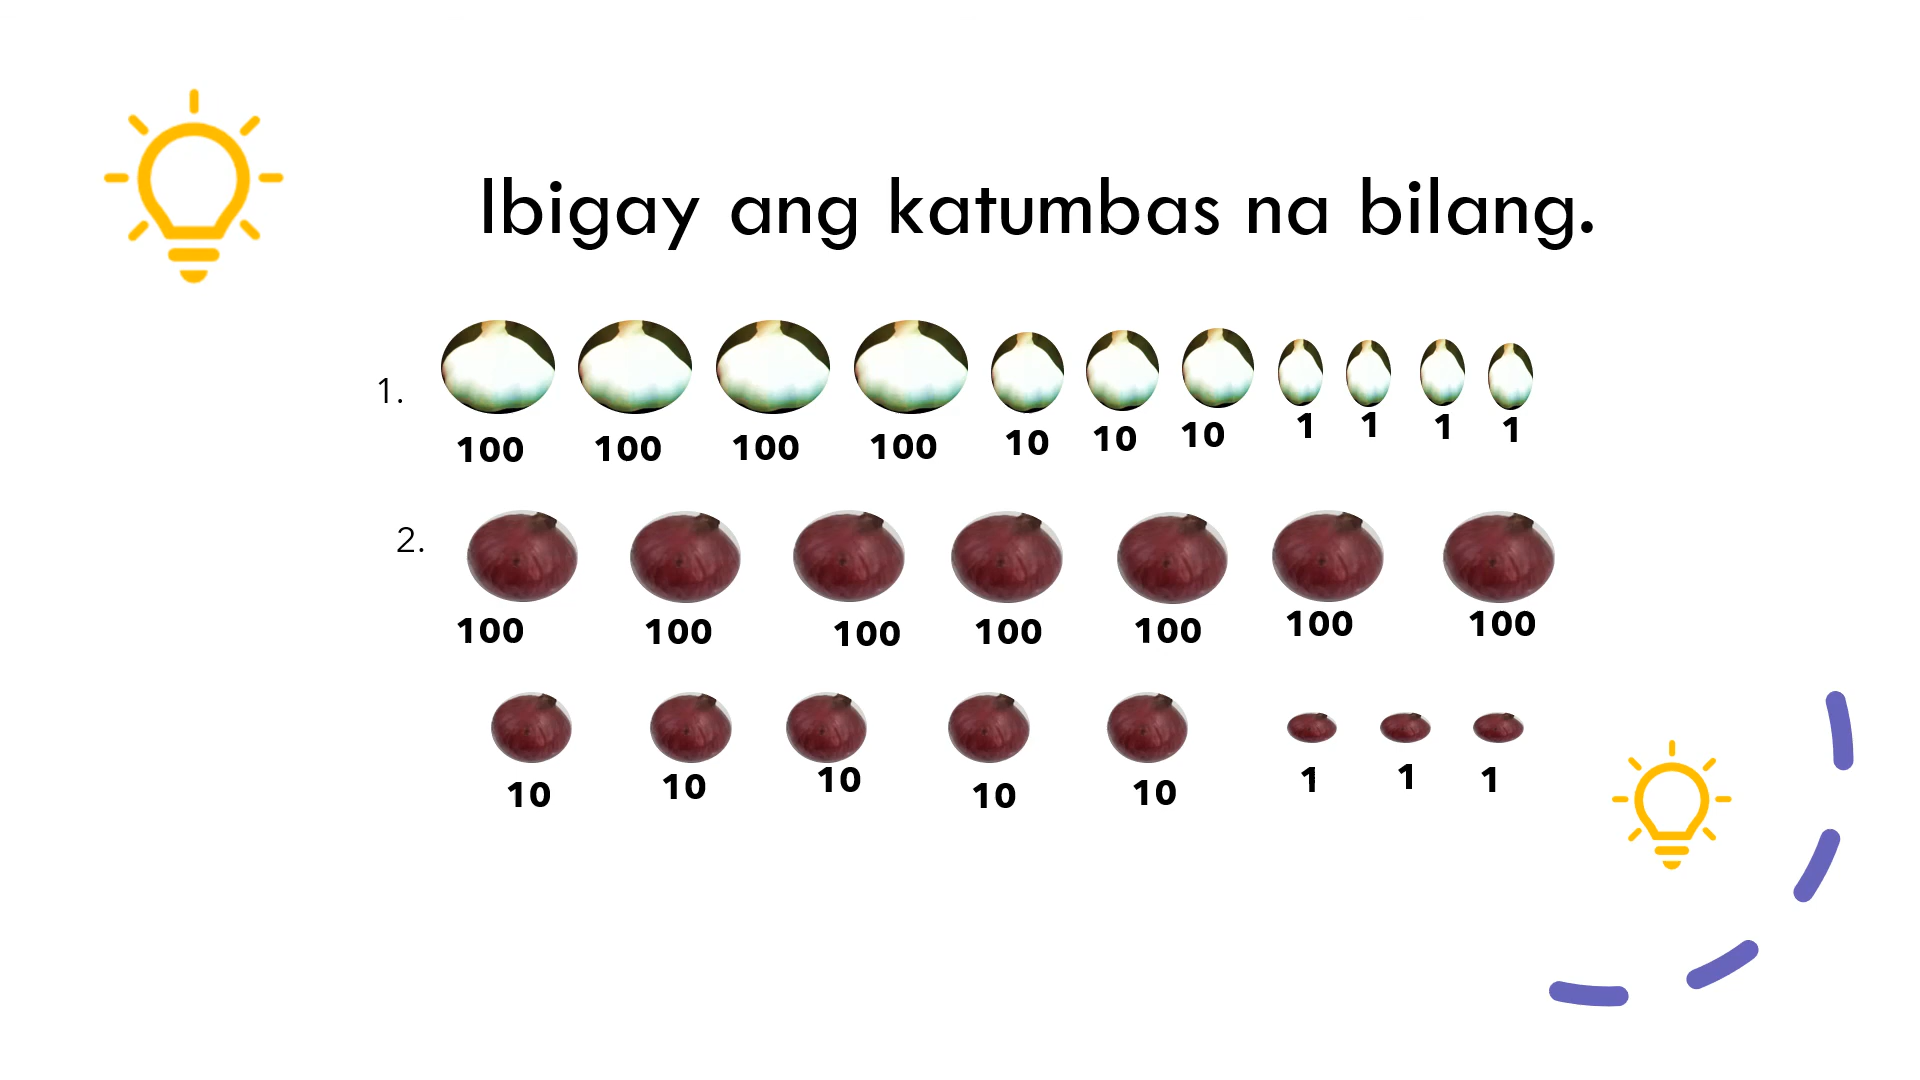 Ibigay ang katumbas na bilang.
1.
100 100 100 100 10 10 10 1 1 1 1
2.
100 100 100 100 100 100 100
10 10 10 10 10 1 1 1